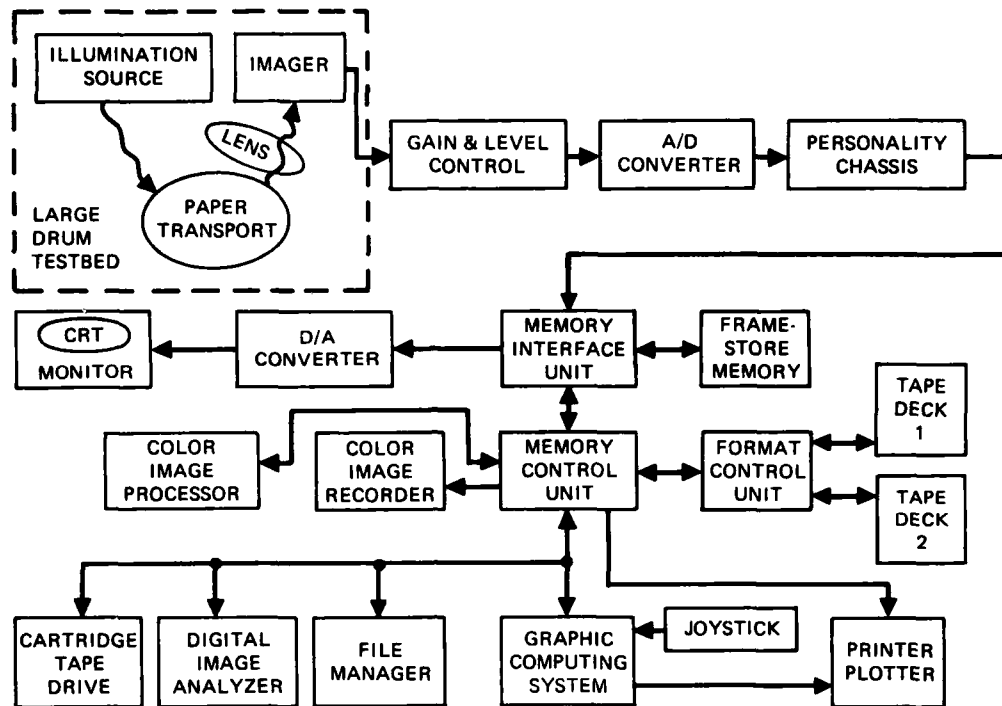 ILLUMINATION
SOURCE
IMAGER
LENS
PAPER
TRANSPORT
LARGE
DRUM
TESTBED
GAIN & LEVEL
CONTROL
A/D
CONVERTER
PERSONALITY
CHASSIS
CRT
MONITOR
D/A
CONVERTER
MEMORY
INTERFACE
UNIT
FRAME-
STORE
MEMORY
TAPE
DECK
1
COLOR
IMAGE
PROCESSOR
COLOR
IMAGE
RECORDER
MEMORY
CONTROL
UNIT
FORMAT
CONTROL
UNIT
TAPE
DECK
2
CARTRIDGE
TAPE
DRIVE
DIGITAL
IMAGE
ANALYZER
FILE
MANAGER
GRAPHIC
COMPUTING
SYSTEM
JOYSTICK
PRINTER
PLOTTER